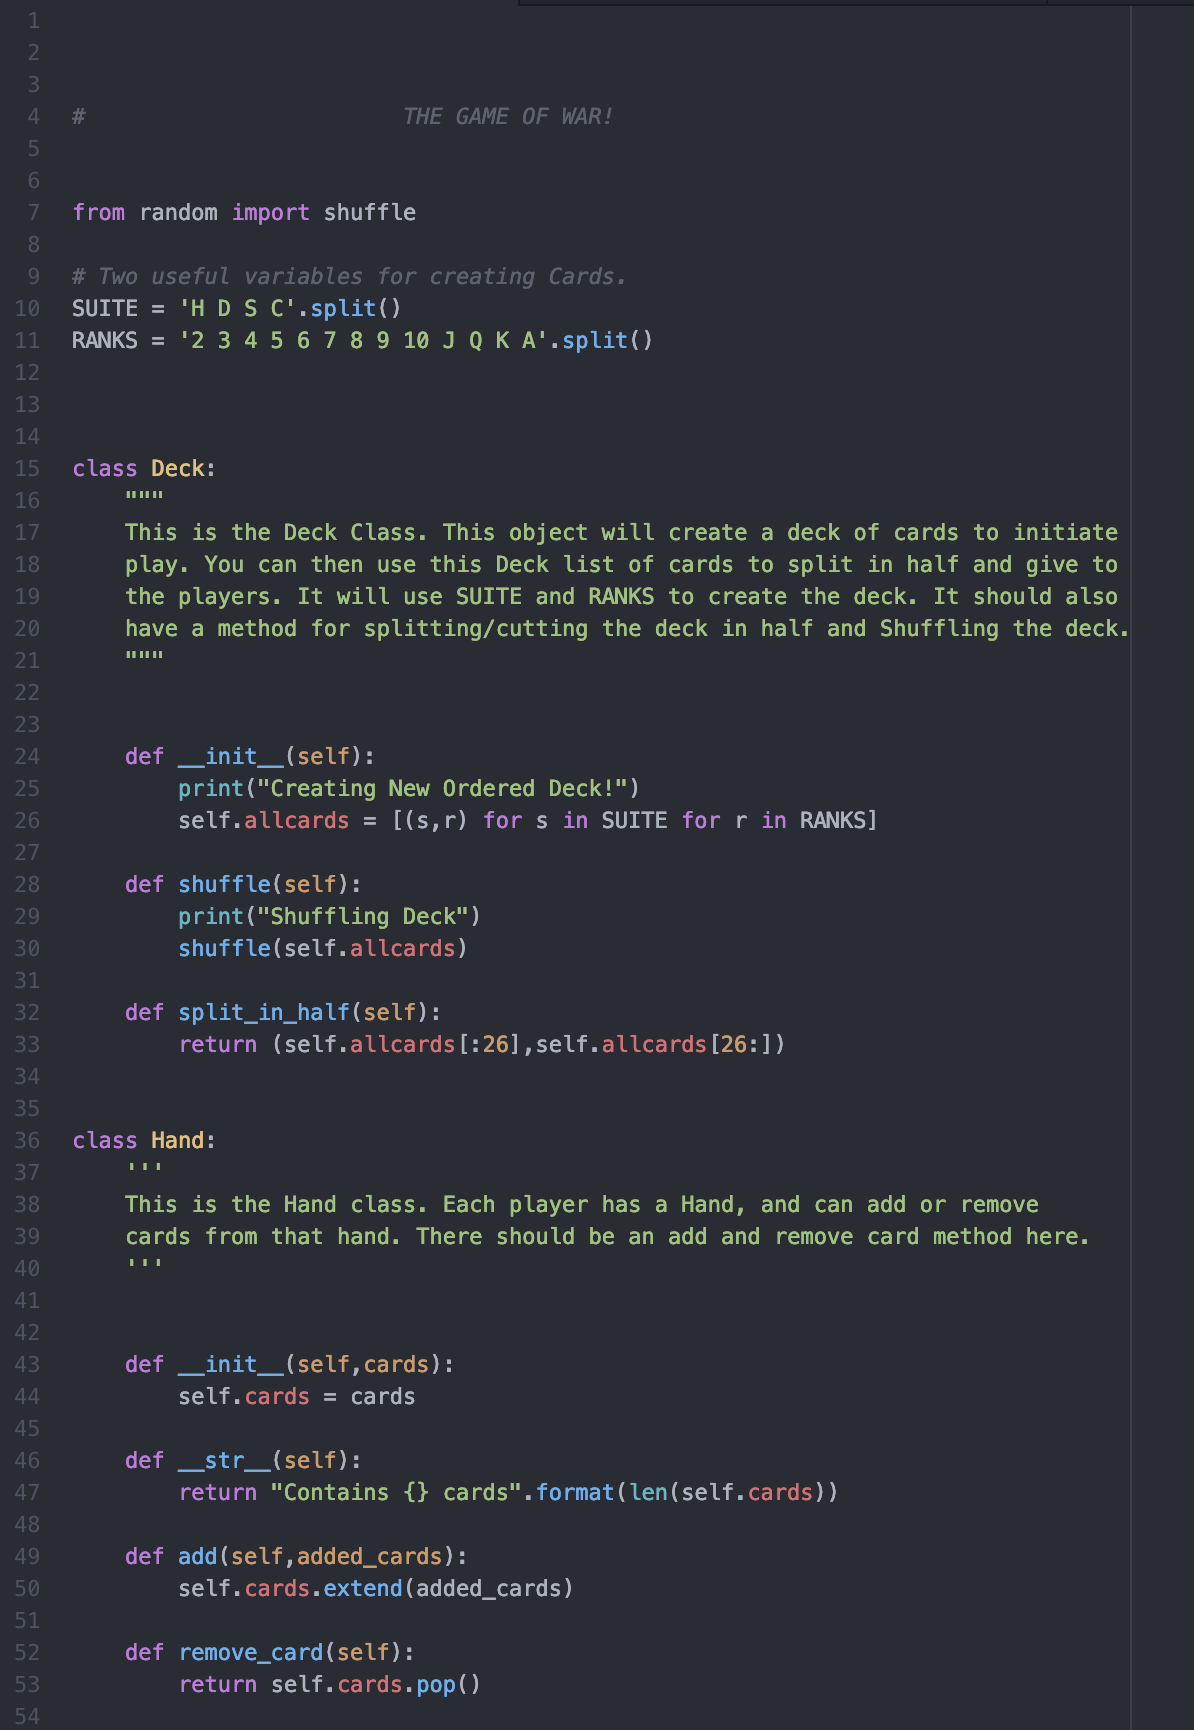 1
2
3
4 # THE GAME OF WAR!
5
6
7 from random import shuffle
8
9 # Two useful variables for creating Cards.
10 SUITE = 'H D S C'.split()
11 RANKS = '2 3 4 5 6 7 8 9 10 J Q K A'.split()
12
13
14
15 class Deck:
16     """
17     This is the Deck Class. This object will create a deck of cards to initiate
18     play. You can then use this Deck list of cards to split in half and give to
19     the players. It will use SUITE and RANKS to create the deck. It should also
20     have a method for splitting/cutting the deck in half and Shuffling the deck.
21     """
22
23
24     def __init__(self):
25         print("Creating New Ordered Deck!")
26         self.allcards = [(s,r) for s in SUITE for r in RANKS]
27
28     def shuffle(self):
29         print("Shuffling Deck")
30         shuffle(self.allcards)
31
32     def split_in_half(self):
33         return (self.allcards[:26],self.allcards[26:])
34
35
36 class Hand:
37     '''
38     This is the Hand class. Each player has a Hand, and can add or remove
39     cards from that hand. There should be an add and remove card method here.
40     '''
41
42
43     def __init__(self,cards):
44         self.cards = cards
45
46     def __str__(self):
47         return "Contains {} cards".format(len(self.cards))
48
49     def add(self,added_cards):
50         self.cards.extend(added_cards)
51
52     def remove_card(self):
53         return self.cards.pop()
54